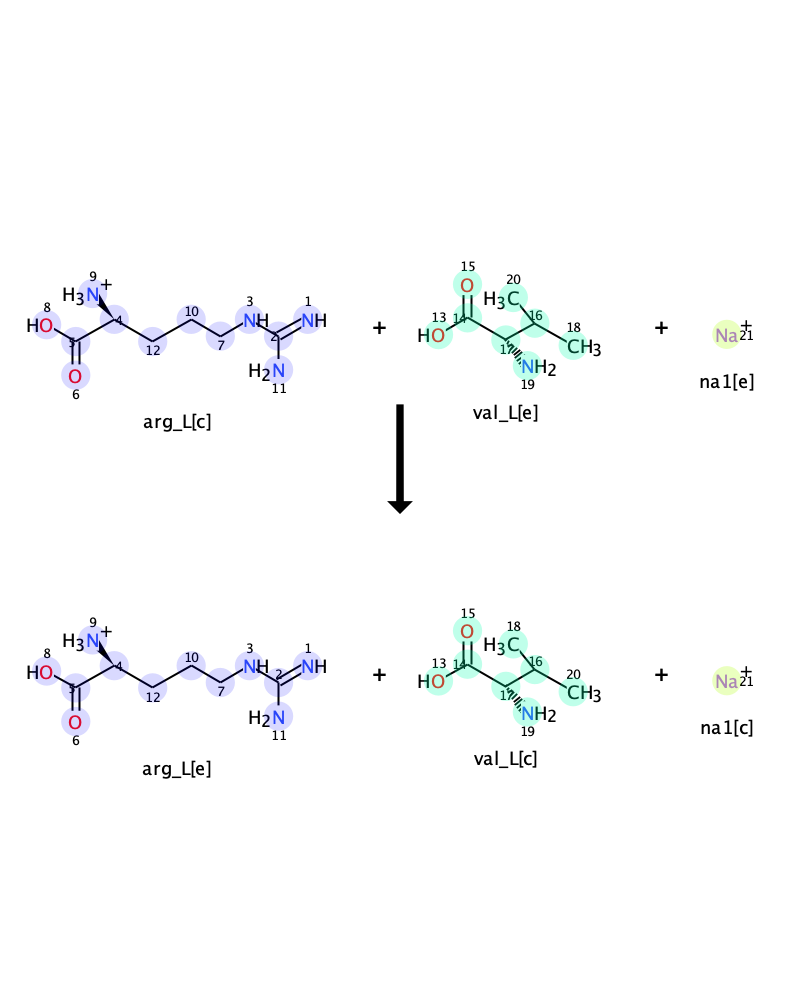 9
H3N+
8
HO
4
5
O
6
12
10
7
3
NH
2
1
NH
H2N
11
arg_L[c]
+
15
O
13
HO
14
20
H3C
16
17
18
CH3
NH2
19
val_L[e]
+
Na+
21
na1[e]
9
H3N+
8
HO
4
5
O
6
12
10
7
3
NH
2
1
NH
H2N
11
arg_L[e]
+
15
O
13
HO
14
18
H3C
16
17
20
CH3
NH2
19
val_L[c]
+
Na+
21
na1[c]